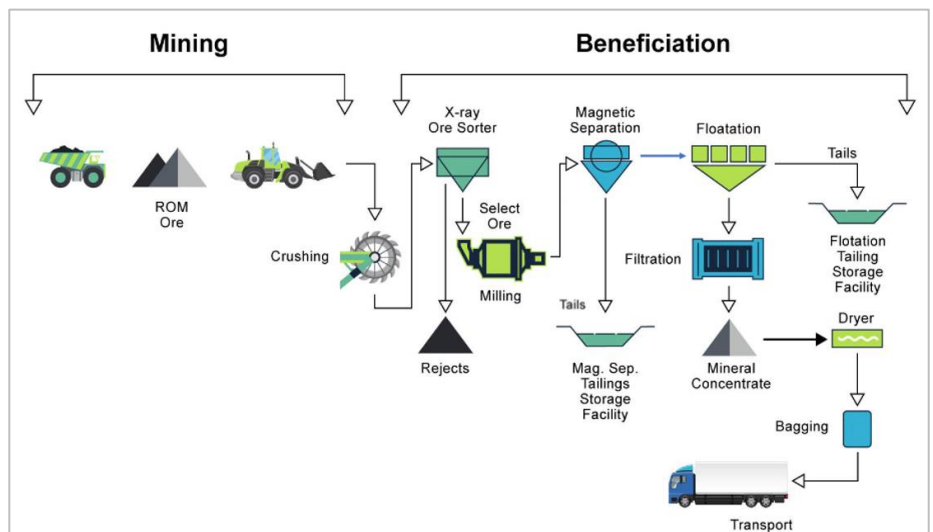 Mining
Beneficiation
X-ray
Ore Sorter
Magnetic
Separation
Floatation
Tails
ROM
Ore
Select
Ore
Crushing
Milling
Filtration
Flotation
Tailing
Storage
Facility
Tails
Dryer
Rejects
Mag. Sep.
Tailings
Storage
Facility
Mineral
Concentrate
Bagging
Transport